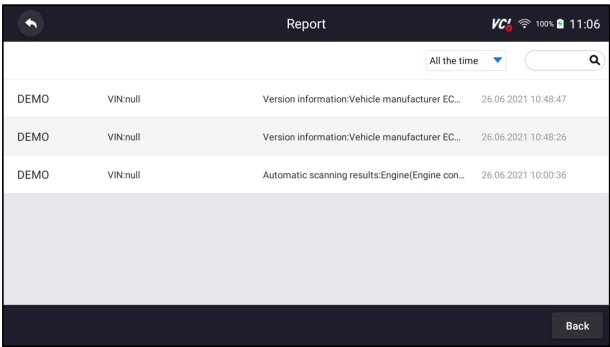 Report
VCI 100% 11:06
All the time
DEMO VIN:null Version information:Vehicle manufacturer EC... 26.06.2021 10:48:47
DEMO VIN:null Version information:Vehicle manufacturer EC... 26.06.2021 10:48:26
DEMO VIN:null Automatic scanning results:Engine(Engine con... 26.06.2021 10:00:36
Back